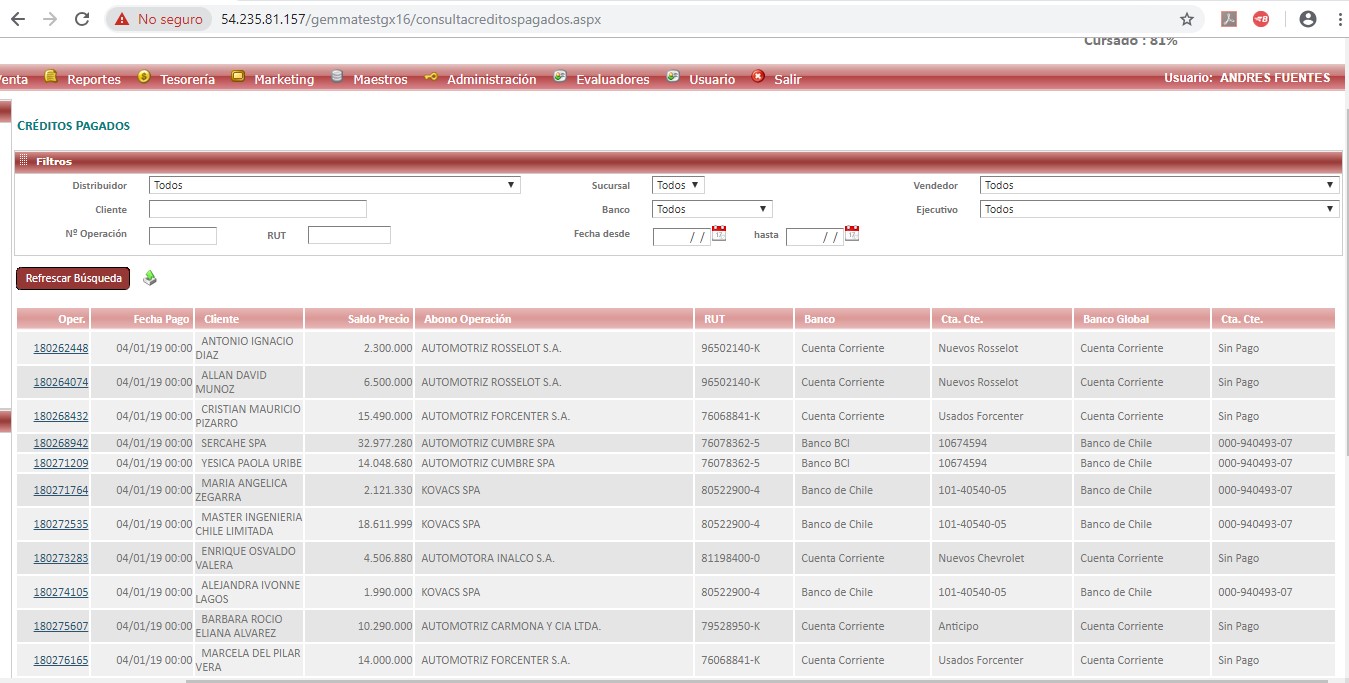 No seguro 54.235.81.157/gemmatestgx16/consultacreditospagados.aspx
Cursado : 81%
enta Reportes Tesorería Marketing Maestros Administración Evaluadores Usuario Salir Usuario: ANDRES FUENTES
CRÉDITOS PAGADOS
Filtros
Distribuidor Todos Sucursal Todos Vendedor Todos
Cliente Banco Todos Ejecutivo Todos
Nº Operación RUT Fecha desde / / hasta / /
Refrescar Búsqueda
Oper. Fecha Pago Cliente Saldo Precio Abono Operación RUT Banco Cta. Cte. Banco Global Cta. Cte.
180262448 04/01/19 00:00 ANTONIO IGNACIO DIAZ 2.300.000 AUTOMOTRIZ ROSSELOT S.A. 96502140-K Cuenta Corriente Nuevos Rosselot Cuenta Corriente Sin Pago
180264074 04/01/19 00:00 ALLAN DAVID MUNOZ 6.500.000 AUTOMOTRIZ ROSSELOT S.A. 96502140-K Cuenta Corriente Nuevos Rosselot Cuenta Corriente Sin Pago
180268432 04/01/19 00:00 CRISTIAN MAURICIO PIZARRO 15.490.000 AUTOMOTRIZ FORCENTER S.A. 76068841-K Cuenta Corriente Usados Forcenter Cuenta Corriente Sin Pago
180268942 04/01/19 00:00 SERCAHE SPA 32.977.280 AUTOMOTRIZ CUMBRE SPA 76078362-5 Banco BCI 10674594 Banco de Chile 000-940493-07
180271209 04/01/19 00:00 YESICA PAOLA URIBE 14.048.680 AUTOMOTRIZ CUMBRE SPA 76078362-5 Banco BCI 10674594 Banco de Chile 000-940493-07
180271764 04/01/19 00:00 MARIA ANGELICA ZEGARRA 2.121.330 KOVACS SPA 80522900-4 Banco de Chile 101-40540-05 Banco de Chile 000-940493-07
180272535 04/01/19 00:00 MASTER INGENIERIA CHILE LIMITADA 18.611.999 KOVACS SPA 80522900-4 Banco de Chile 101-40540-05 Banco de Chile 000-940493-07
180273283 04/01/19 00:00 ENRIQUE OSVALDO VALERA 4.506.880 AUTOMOTORA INALCO S.A. 81198400-0 Cuenta Corriente Nuevos Chevrolet Cuenta Corriente Sin Pago
180274105 04/01/19 00:00 ALEJANDRA IVONNE LAGOS 1.990.000 KOVACS SPA 80522900-4 Banco de Chile 101-40540-05 Banco de Chile 000-940493-07
180275607 04/01/19 00:00 BARBARA ROCIO ELIANA ALVAREZ 10.290.000 AUTOMOTRIZ CARMONA Y CIA LTDA. 79528950-K Cuenta Corriente Anticipo Cuenta Corriente Sin Pago
180276165 04/01/19 00:00 MARCELA DEL PILAR VERA 14.000.000 AUTOMOTRIZ FORCENTER S.A. 76068841-K Cuenta Corriente Usados Forcenter Cuenta Corriente Sin Pago